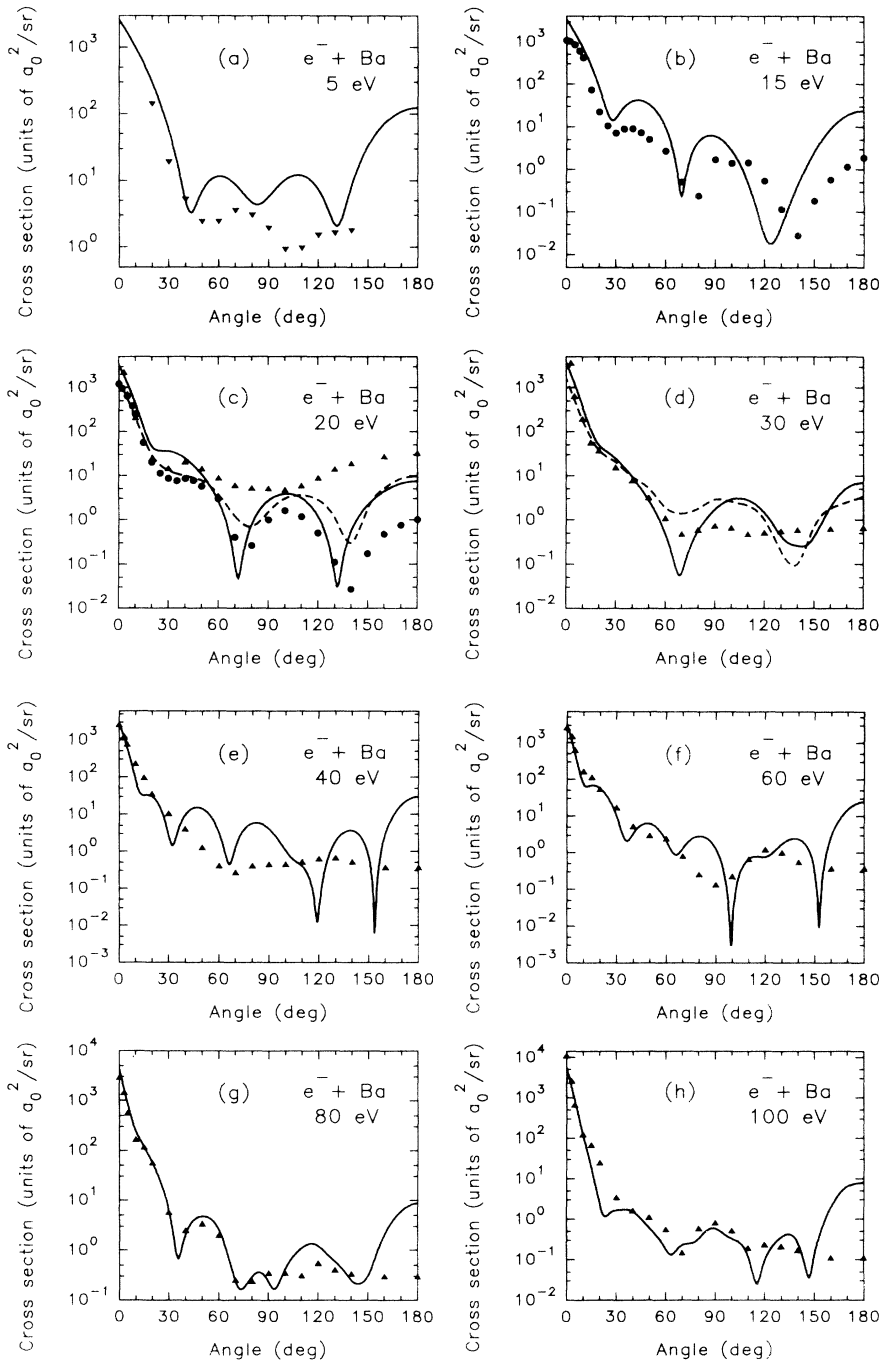 Cross section (units of a₀²/sr)
10³
10²
10¹
10⁰
(a)
e⁻ + Ba
5 eV
0 30 60 90 120 150 180
Angle (deg)
Cross section (units of a₀²/sr)
10³
10²
10¹
10⁰
10⁻¹
10⁻²
(b)
e⁻ + Ba
15 eV
0 30 60 90 120 150 180
Angle (deg)
Cross section (units of a₀²/sr)
10³
10²
10¹
10⁰
10⁻¹
10⁻²
(c)
e⁻ + Ba
20 eV
0 30 60 90 120 150 180
Angle (deg)
Cross section (units of a₀²/sr)
10³
10²
10¹
10⁰
10⁻¹
10⁻²
(d)
e⁻ + Ba
30 eV
0 30 60 90 120 150 180
Angle (deg)
Cross section (units of a₀²/sr)
10³
10²
10¹
10⁰
10⁻¹
10⁻²
10⁻³
(e)
e⁻ + Ba
40 eV
0 30 60 90 120 150 180
Angle (deg)
Cross section (units of a₀²/sr)
10³
10²
10¹
10⁰
10⁻¹
10⁻²
10⁻³
(f)
e⁻ + Ba
60 eV
0 30 60 90 120 150 180
Angle (deg)
Cross section (units of a₀²/sr)
10⁴
10³
10²
10¹
10⁰
10⁻¹
(g)
e⁻ + Ba
80 eV
0 30 60 90 120 150 180
Angle (deg)
Cross section (units of a₀²/sr)
10⁴
10³
10²
10¹
10⁰
10⁻¹
10⁻²
(h)
e⁻ + Ba
100 eV
0 30 60 90 120 150 180
Angle (deg)